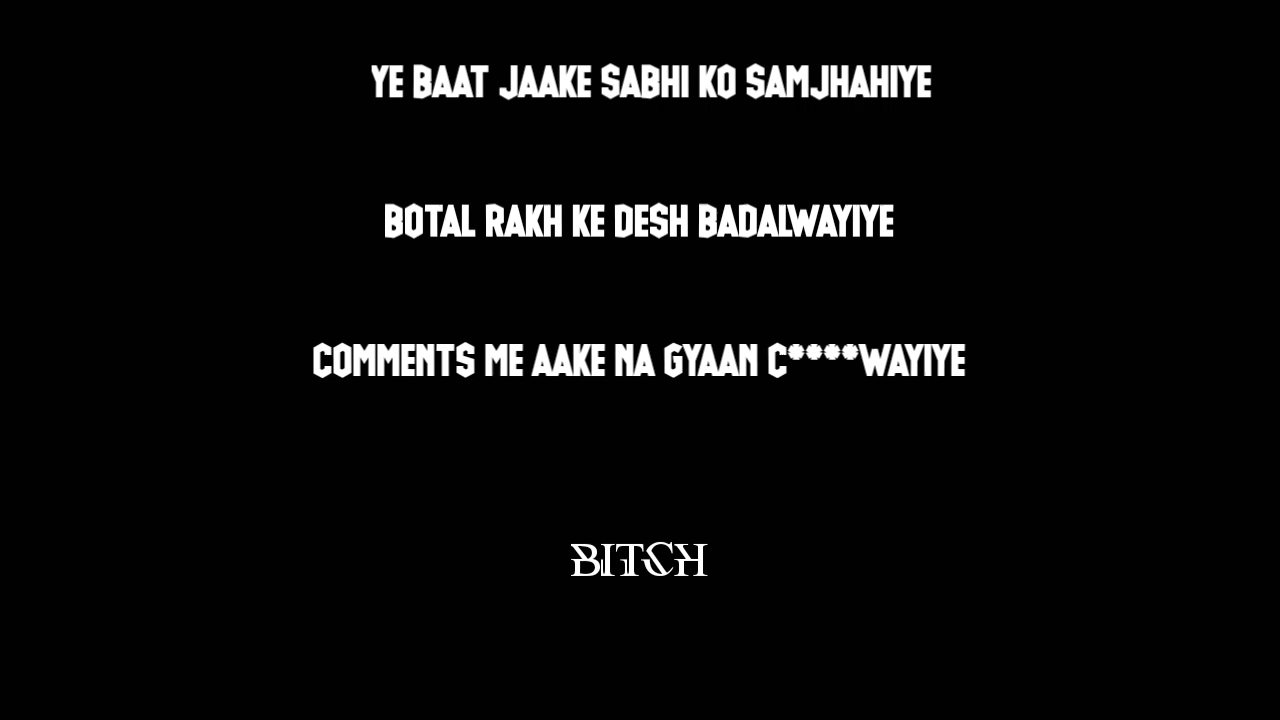 YE BAAT JAAKE SABHI KO SAMJHAHIYE
BOTAL RAKH KE DESH BADALWAYIYE
COMMENTS ME AAKE NA GYAAN C****WAYIYE
BITCH